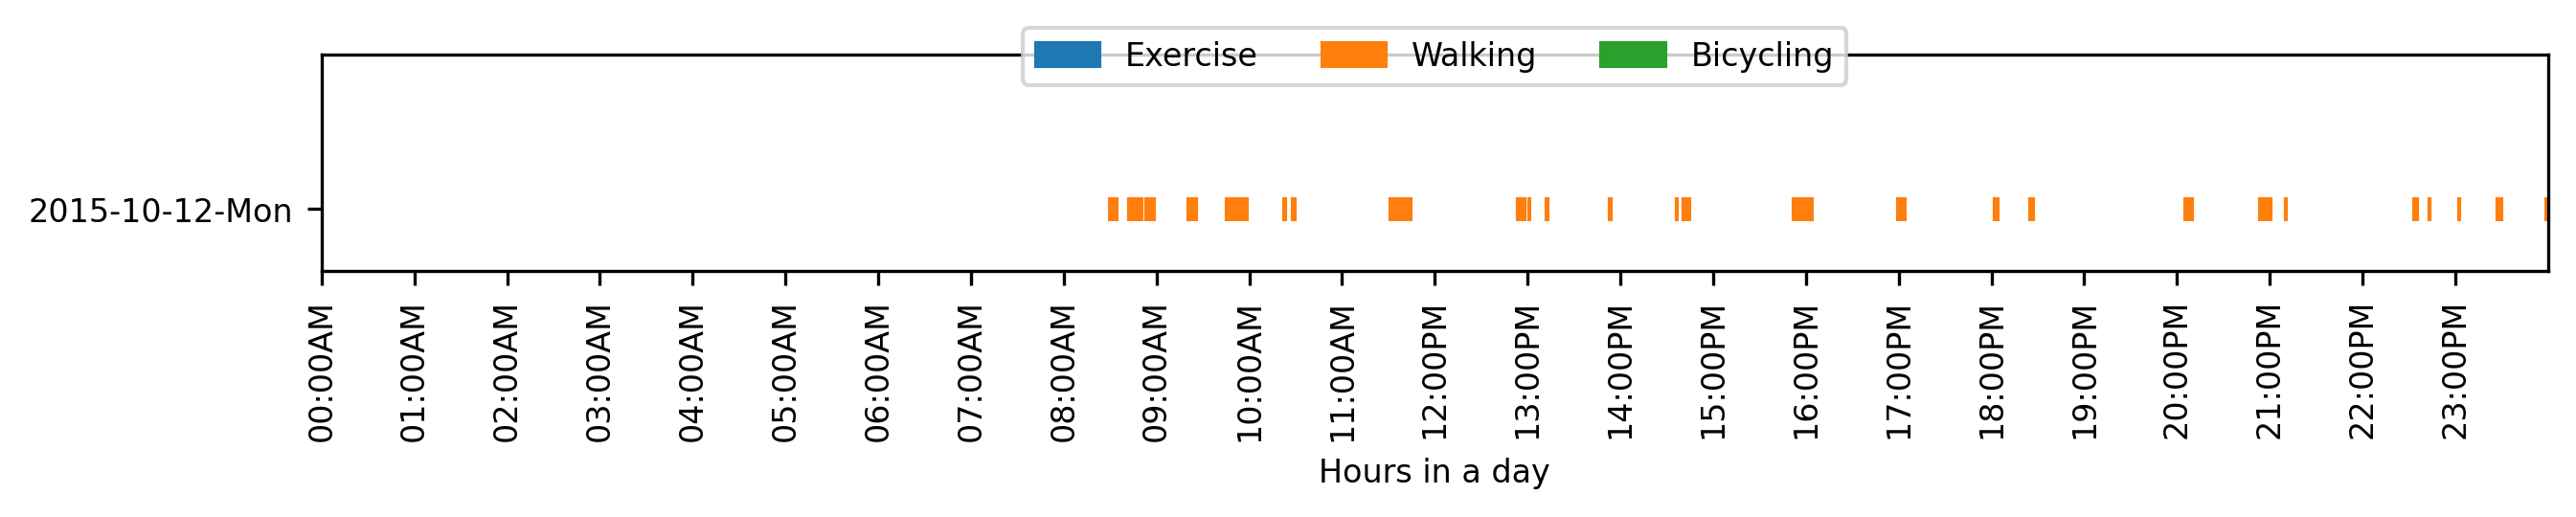 Exercise Walking Bicycling
2015-10-12-Mon
00:00AM
01:00AM
02:00AM
03:00AM
04:00AM
05:00AM
06:00AM
07:00AM
08:00AM
09:00AM
10:00AM
11:00AM
12:00PM
13:00PM
14:00PM
15:00PM
16:00PM
17:00PM
18:00PM
19:00PM
20:00PM
21:00PM
22:00PM
23:00PM
Hours in a day